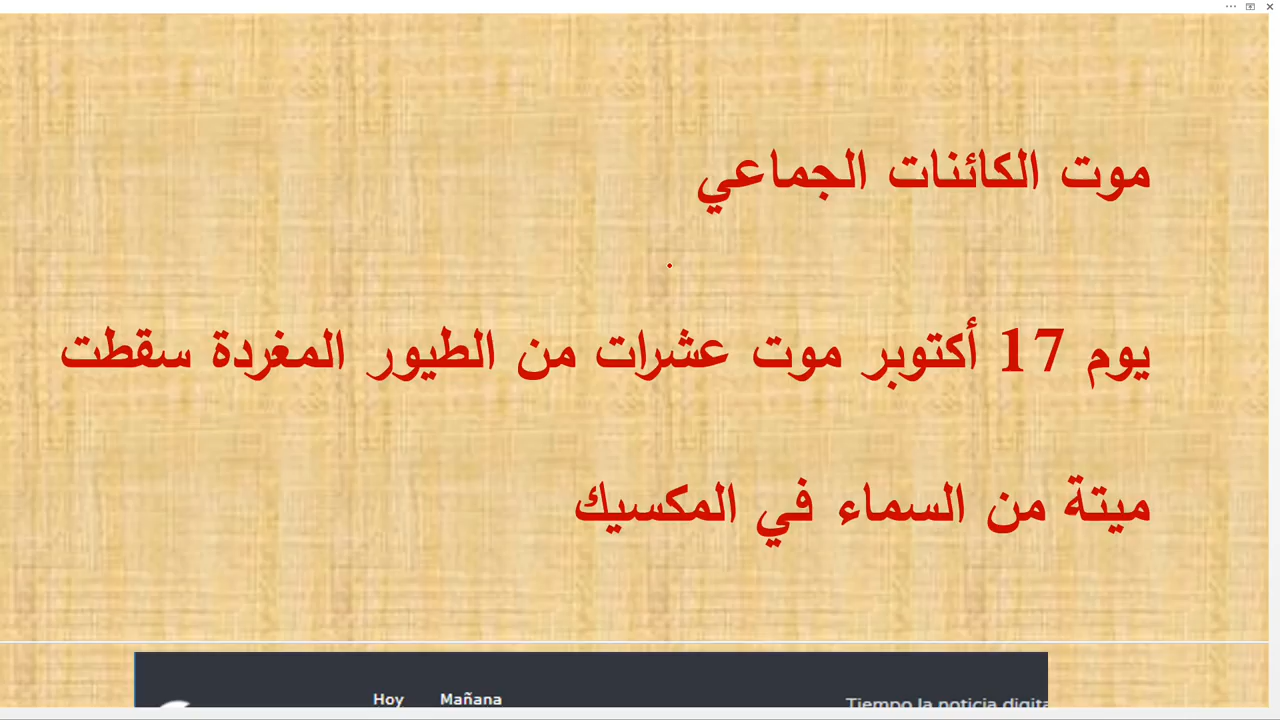 موت الكائنات الجماعي
يوم 17 أكتوبر موت عشرات من الطيور المغردة سقطت
ميتة من السماء في المكسيك
Hoy Mañana
Tiempo la noticia digita